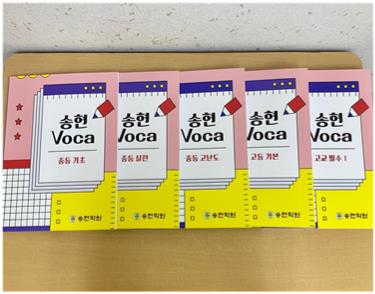 송헌
Voca
중등 기초
송헌학원
송헌
Voca
중등 실전
송헌학원
송헌
Voca
중등 고난도
송헌학원
송헌
Voca
고등 기본
송헌학원
송헌
Voca
고교 필수 1
송헌학원